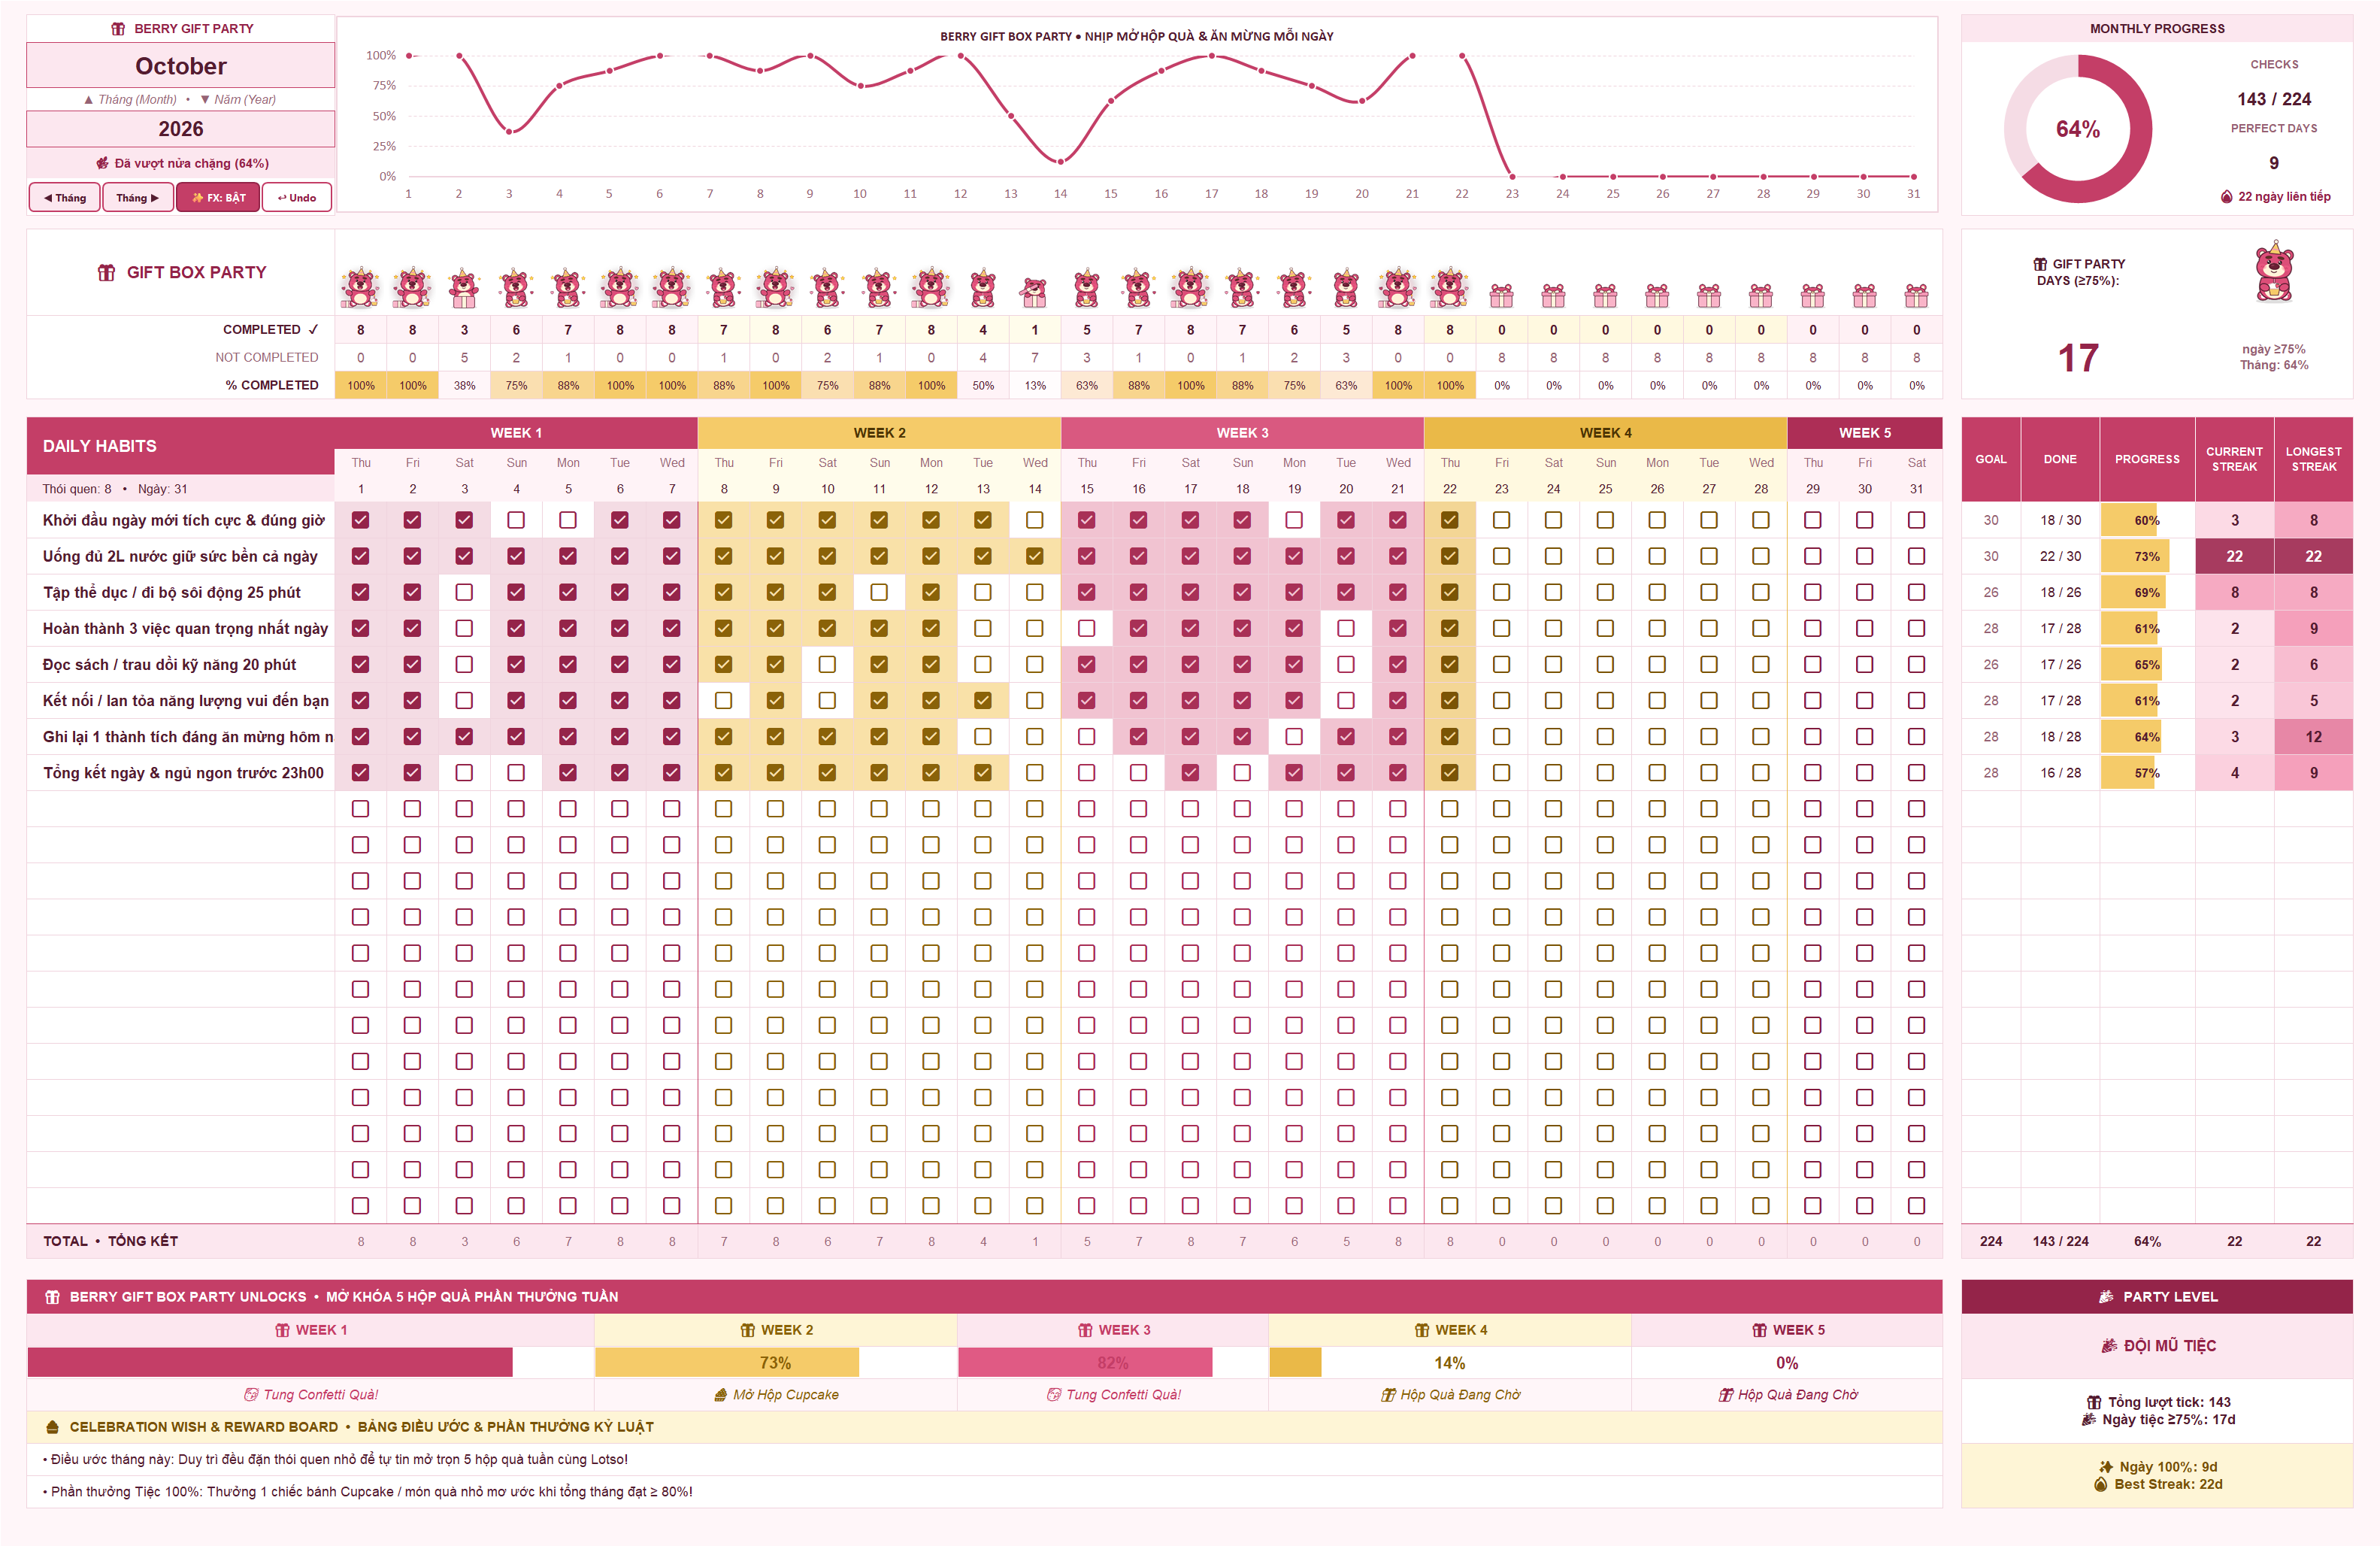 BERRY GIFT PARTY
October
▲ Tháng (Month) • ▼ Năm (Year)
2026
Đã vượt nửa chặng (64%)
◀ Tháng Tháng ▶ ✨ FX: BẬT ↩ Undo
BERRY GIFT BOX PARTY • NHỊP MỞ HỘP QUÀ & ĂN MỪNG MỖI NGÀY
100%
75%
50%
25%
0%
1 2 3 4 5 6 7 8 9 10 11 12 13 14 15 16 17 18 19 20 21 22 23 24 25 26 27 28 29 30 31
MONTHLY PROGRESS
64%
CHECKS
143 / 224
PERFECT DAYS
9
22 ngày liên tiếp
GIFT BOX PARTY
COMPLETED ✓ 8 8 3 6 7 8 8 7 8 6 7 8 4 1 5 7 8 7 6 5 8 8 0 0 0 0 0 0 0 0 0
NOT COMPLETED 0 0 5 2 1 0 0 1 0 2 1 0 4 7 3 1 0 1 2 3 0 0 8 8 8 8 8 8 8 8 8
% COMPLETED 100% 100% 38% 75% 88% 100% 100% 88% 100% 75% 88% 100% 50% 13% 63% 88% 100% 88% 75% 63% 100% 100% 0% 0% 0% 0% 0% 0% 0% 0% 0%
GIFT PARTY
DAYS (≥75%):
17
ngày ≥75%
Tháng: 64%
DAILY HABITS WEEK 1 WEEK 2 WEEK 3 WEEK 4 WEEK 5
Thu Fri Sat Sun Mon Tue Wed Thu Fri Sat Sun Mon Tue Wed Thu Fri Sat Sun Mon Tue Wed Thu Fri Sat Sun Mon Tue Wed Thu Fri Sat
Thói quen: 8 • Ngày: 31 1 2 3 4 5 6 7 8 9 10 11 12 13 14 15 16 17 18 19 20 21 22 23 24 25 26 27 28 29 30 31
GOAL DONE PROGRESS CURRENT STREAK LONGEST STREAK
Khởi đầu ngày mới tích cực & đúng giờ 30 18 / 30 60% 3 8
Uống đủ 2L nước giữ sức bền cả ngày 30 22 / 30 73% 22 22
Tập thể dục / đi bộ sôi động 25 phút 26 18 / 26 69% 8 8
Hoàn thành 3 việc quan trọng nhất ngày 28 17 / 28 61% 2 9
Đọc sách / trau dồi kỹ năng 20 phút 26 17 / 26 65% 2 6
Kết nối / lan tỏa năng lượng vui đến bạn 28 17 / 28 61% 2 5
Ghi lại 1 thành tích đáng ăn mừng hôm n 28 18 / 28 64% 3 12
Tổng kết ngày & ngủ ngon trước 23h00 28 16 / 28 57% 4 9
TOTAL • TỔNG KẾT 8 8 3 6 7 8 8 7 8 6 7 8 4 1 5 7 8 7 6 5 8 8 0 0 0 0 0 0 0 0 0 224 143 / 224 64% 22 22
BERRY GIFT BOX PARTY UNLOCKS • MỞ KHÓA 5 HỘP QUÀ PHẦN THƯỞNG TUẦN
WEEK 1 WEEK 2 WEEK 3 WEEK 4 WEEK 5
73% 82% 14% 0%
Tung Confetti Quà! Mở Hộp Cupcake Tung Confetti Quà! Hộp Quà Đang Chờ Hộp Quà Đang Chờ
CELEBRATION WISH & REWARD BOARD • BẢNG ĐIỀU ƯỚC & PHẦN THƯỞNG KỶ LUẬT
• Điều ước tháng này: Duy trì đều đặn thói quen nhỏ để tự tin mở trọn 5 hộp quà tuần cùng Lotso!
• Phần thưởng Tiệc 100%: Thưởng 1 chiếc bánh Cupcake / món quà nhỏ mơ ước khi tổng tháng đạt ≥ 80%!
PARTY LEVEL
ĐỘI MŨ TIỆC
Tổng lượt tick: 143
Ngày tiệc ≥75%: 17d
Ngày 100%: 9d
Best Streak: 22d